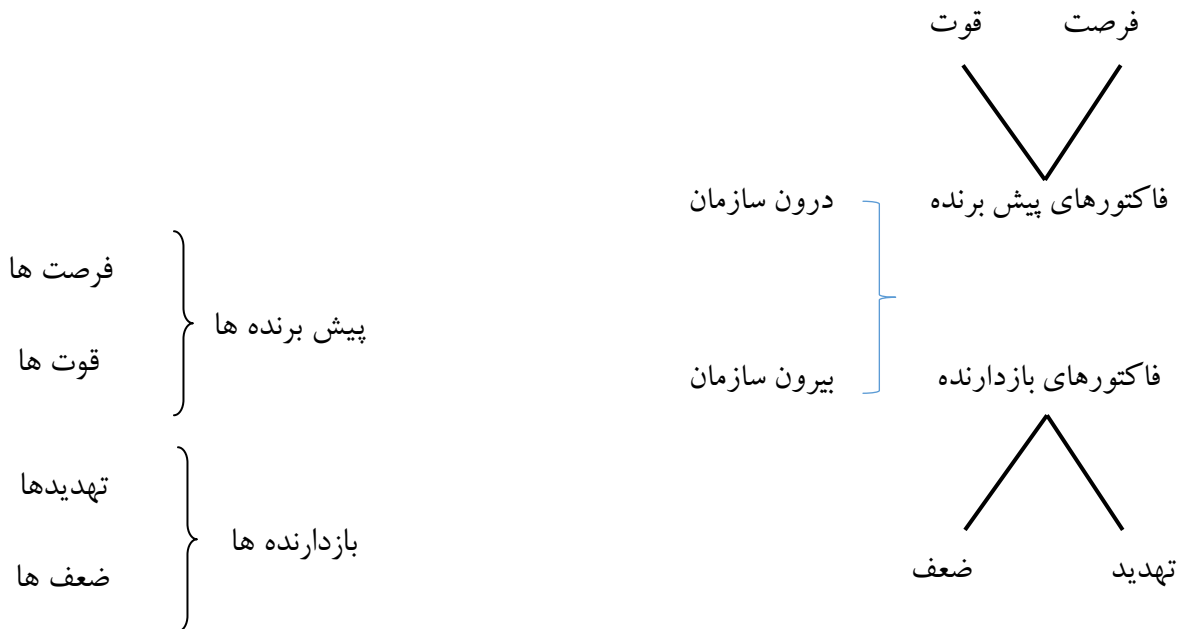 فرصت قوت
فاکتورهای پیش برنده درون سازمان
فاکتورهای بازدارنده بیرون سازمان
تهدید ضعف
پیش برنده ها
فرصت ها
قوت ها
بازدارنده ها
تهدیدها
ضعف ها